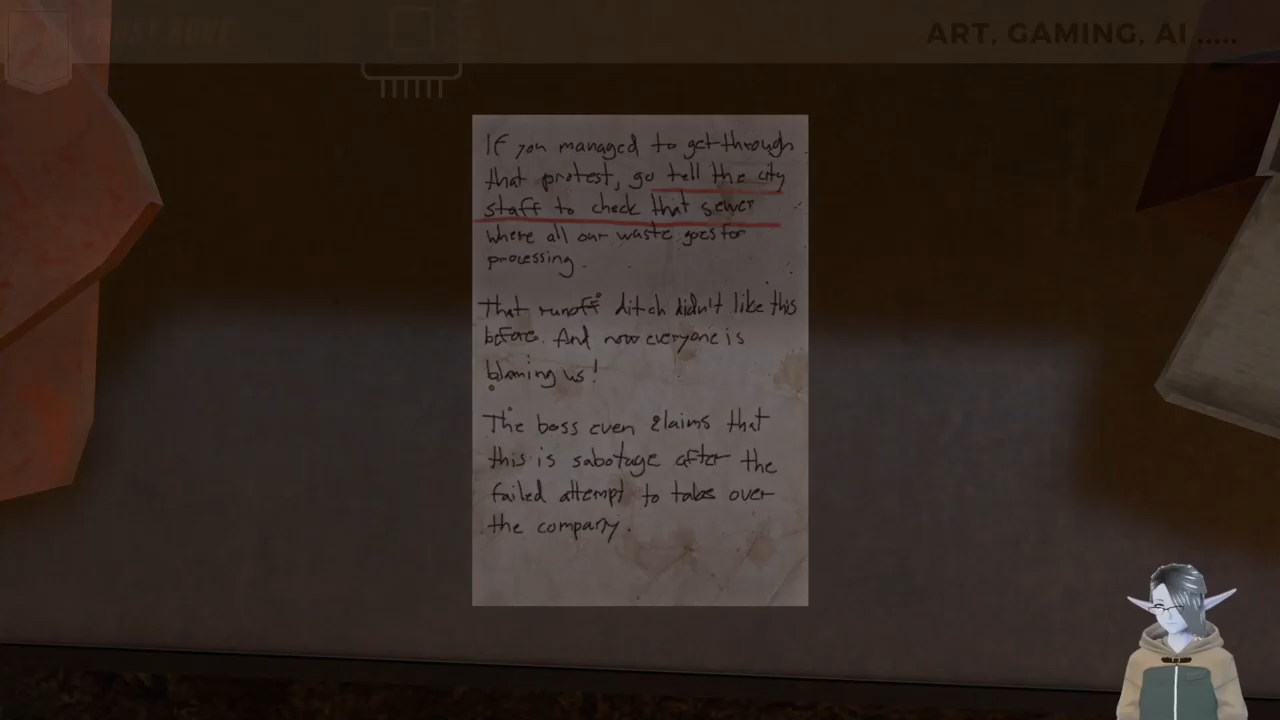 ART, GAMING, AI .....
If you managed to get through
that protest, go tell the city
staff to check that sewer
where all our waste goes for
processing.
That runoff ditch didn't like this
before. And now everyone is
blaming us!
The boss even claims that
this is sabotage after the
failed attempt to take over
the company.